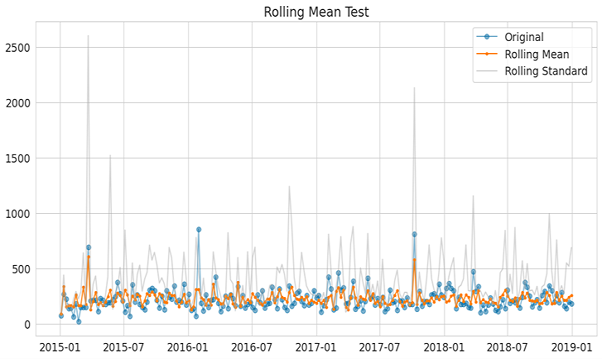 Rolling Mean Test
Original
Rolling Mean
Rolling Standard
2500
2000
1500
1000
500
0
2015-01 2015-07 2016-01 2016-07 2017-01 2017-07 2018-01 2018-07 2019-01